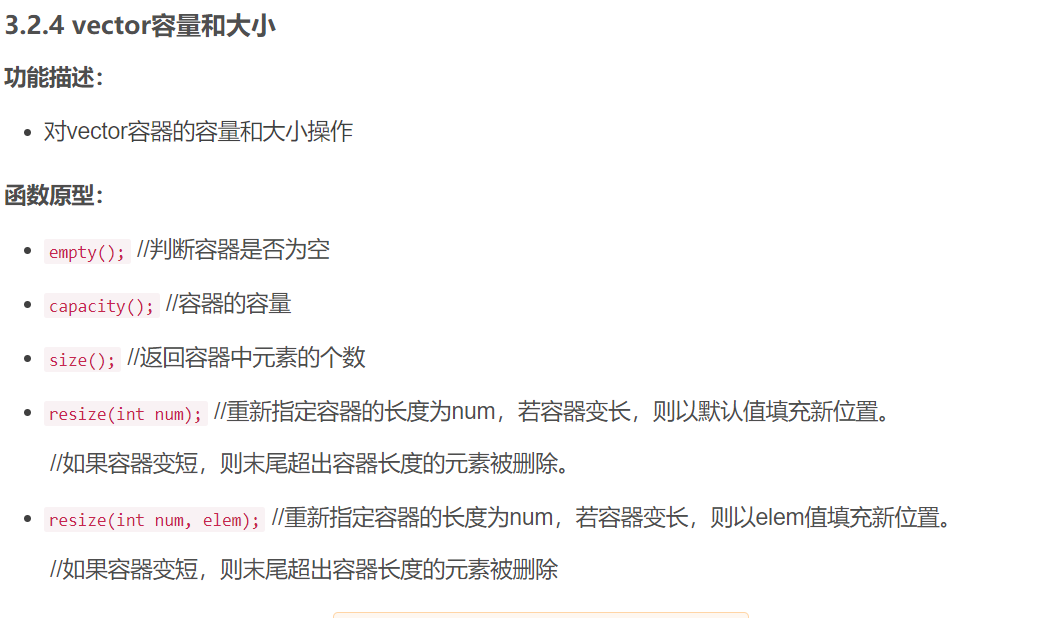 3.2.4 vector容量和大小
功能描述：
对vector容器的容量和大小操作
函数原型：
empty(); //判断容器是否为空
capacity(); //容器的容量
size(); //返回容器中元素的个数
resize(int num); //重新指定容器的长度为num，若容器变长，则以默认值填充新位置。
//如果容器变短，则末尾超出容器长度的元素被删除。
resize(int num, elem); //重新指定容器的长度为num，若容器变长，则以elem值填充新位置。
//如果容器变短，则末尾超出容器长度的元素被删除